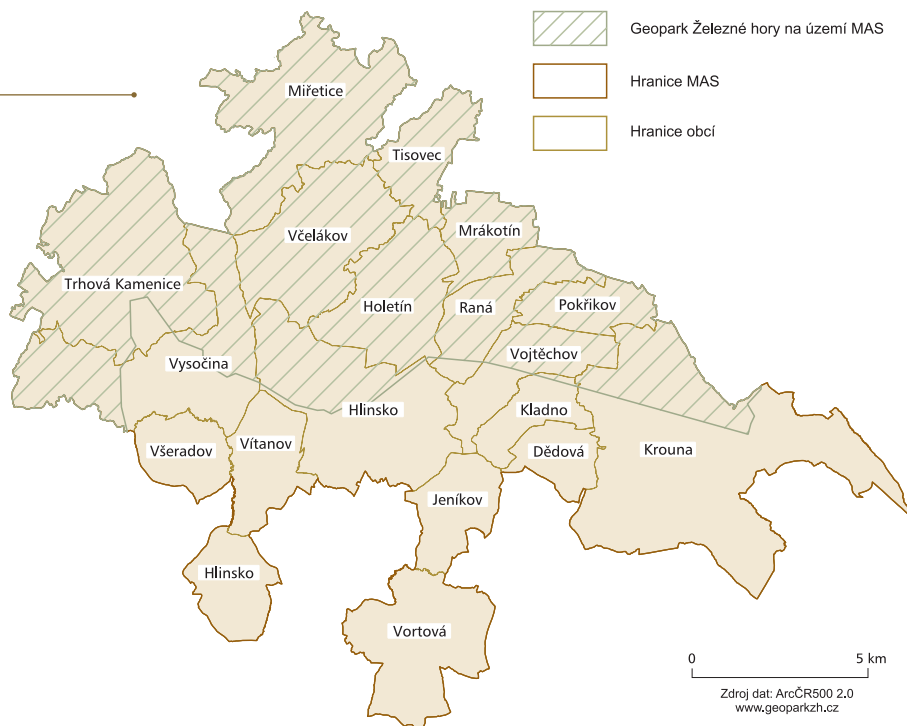 Geopark Železné hory na území MAS
Hranice MAS
Hranice obcí
Miřetice
Tisovec
Včelákov
Mrákotín
Trhová Kamenice
Holetín
Raná
Pokřikov
Vojtěchov
Vysočina
Hlinsko
Kladno
Všeradov
Vítanov
Dědová
Krouna
Jeníkov
Hlinsko
Vortová
0 5 km
Zdroj dat: ArcČR500 2.0
www.geoparkzh.cz